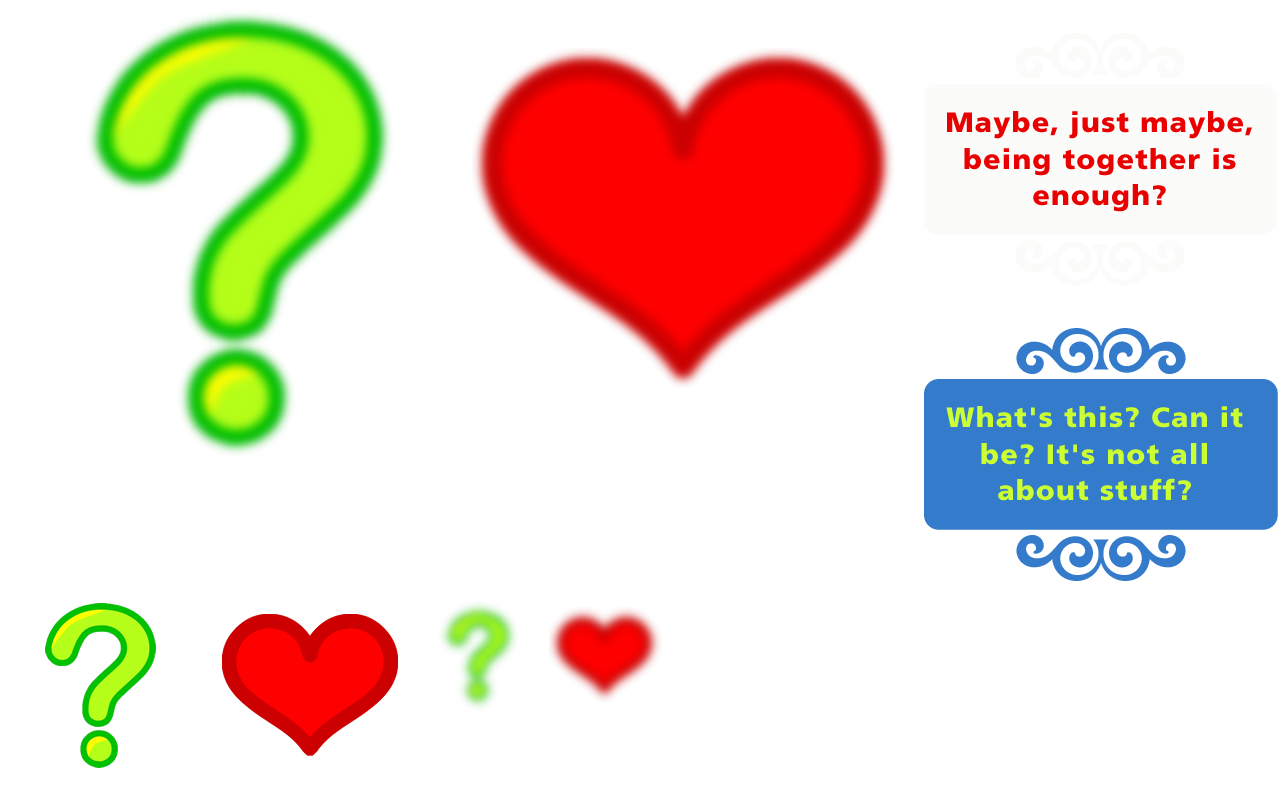 Maybe, just maybe,
being together is
enough?
What's this? Can it
be? It's not all
about stuff?